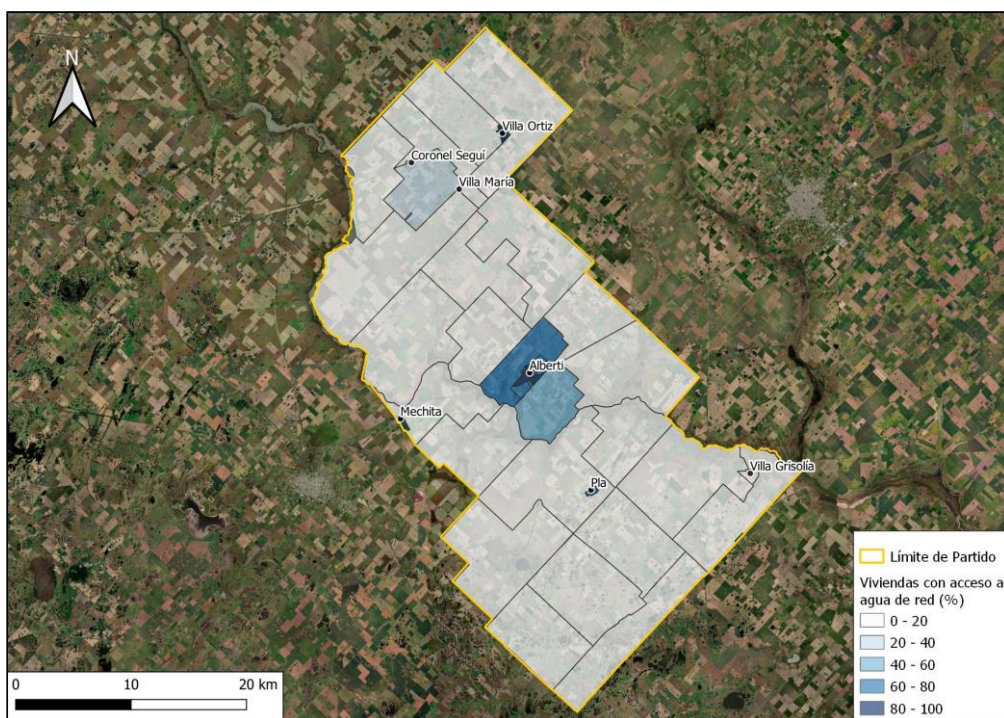 N
Villa Ortiz
Coronel Seguí
Villa María
Alberti
Mechita
Villa Grisolía
Pla
Límite de Partido
Viviendas con acceso a
agua de red (%)
0 - 20
20 - 40
40 - 60
60 - 80
80 - 100
0 10 20 km